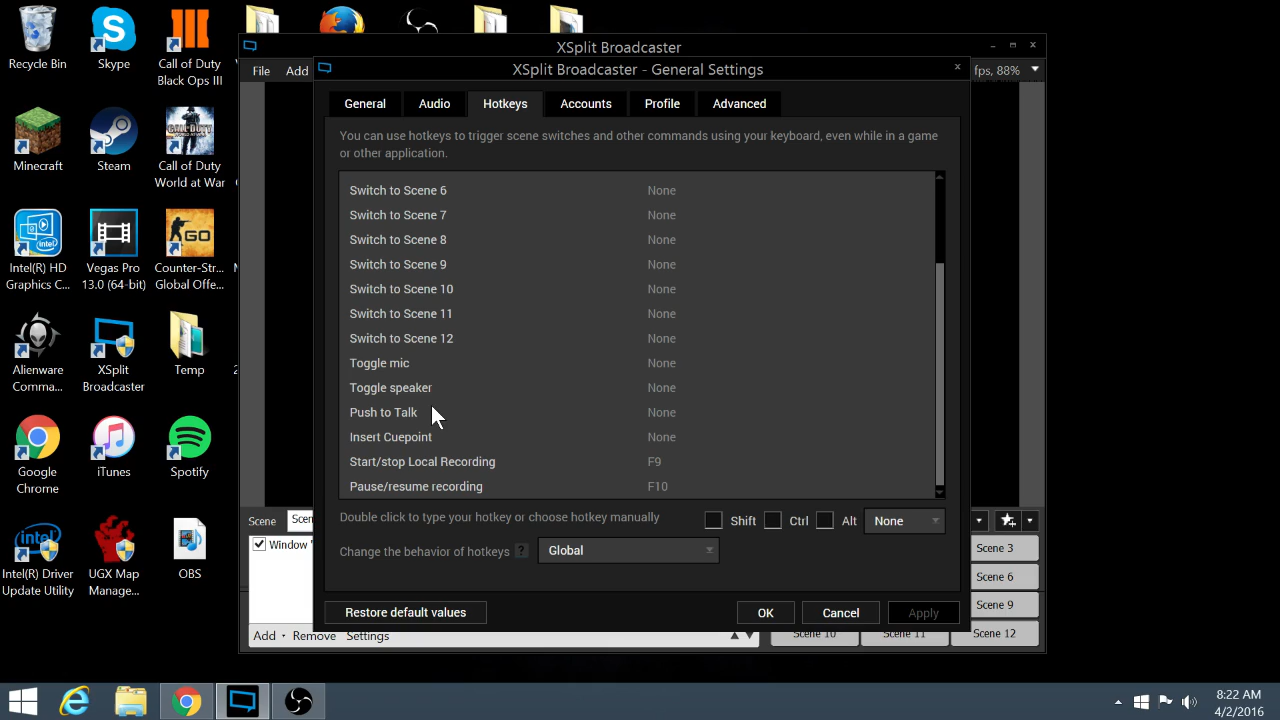 XSplit Broadcaster
XSplit Broadcaster - General Settings
File Add
fps, 88%
General Audio Hotkeys Accounts Profile Advanced
You can use hotkeys to trigger scene switches and other commands using your keyboard, even while in a game
or other application.
Switch to Scene 6 None
Switch to Scene 7 None
Switch to Scene 8 None
Switch to Scene 9 None
Switch to Scene 10 None
Switch to Scene 11 None
Switch to Scene 12 None
Toggle mic None
Toggle speaker None
Push to Talk None
Insert Cuepoint None
Start/stop Local Recording F9
Pause/resume recording F10
Double click to type your hotkey or choose hotkey manually
Shift Ctrl Alt None
Change the behavior of hotkeys ? Global
Restore default values
OK Cancel Apply
Scene
Window
Add Remove Settings
Scene 3
Scene 6
Scene 9
Scene 10 Scene 11 Scene 12
Recycle Bin
Skype
Call of Duty
Black Ops III
Minecraft
Steam
Call of Duty
World at War
Intel(R) HD
Graphics C...
Vegas Pro
13.0 (64-bit)
GO
Counter-Str...
Global Offe...
Alienware
Comma...
XSplit
Broadcaster
Temp
Google
Chrome
iTunes
Spotify
intel
Intel(R) Driver
Update Utility
UGX Map
Manage...
OBS
8:22 AM
4/2/2016